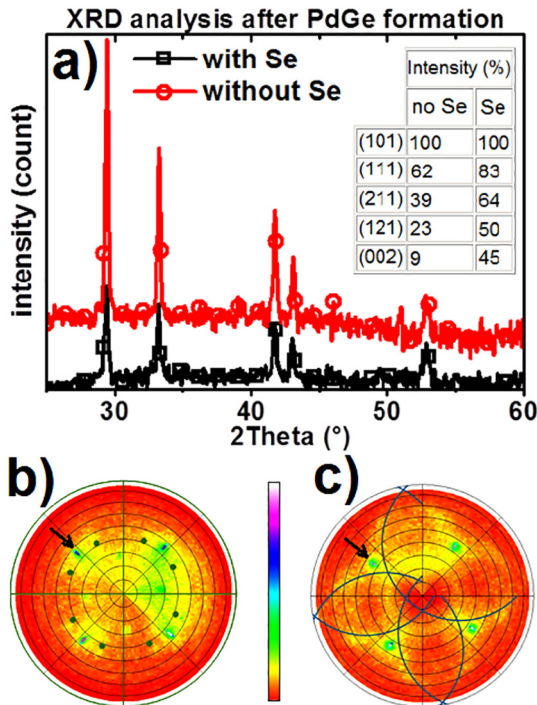 XRD analysis after PdGe formation
a)
with Se
without Se
Intensity (%)
no Se Se
(101) 100 100
(111) 62 83
(211) 39 64
(121) 23 50
(002) 9 45
intensity (count)
30 40 50 60
2Theta (°)
b) c)